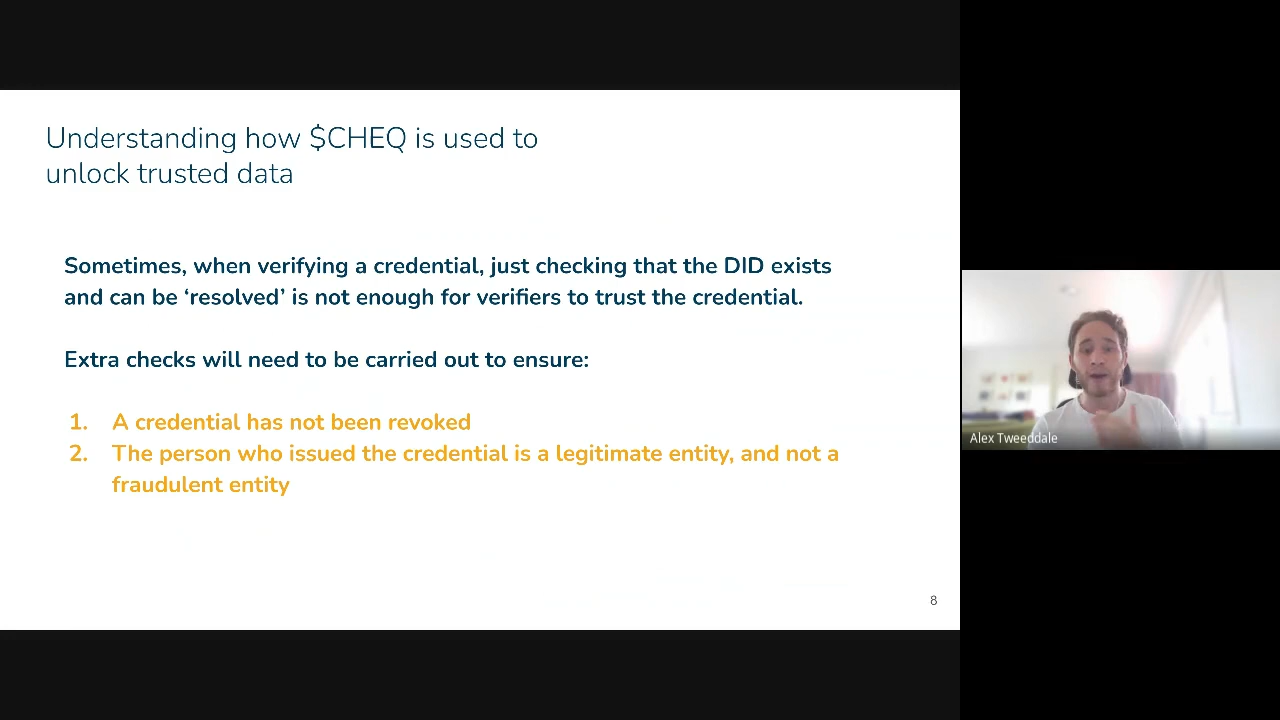 Understanding how $CHEQ is used to
unlock trusted data
Sometimes, when verifying a credential, just checking that the DID exists
and can be ‘resolved’ is not enough for verifiers to trust the credential.
Extra checks will need to be carried out to ensure:
1. A credential has not been revoked
2. The person who issued the credential is a legitimate entity, and not a
fraudulent entity
8
Alex Tweeddale